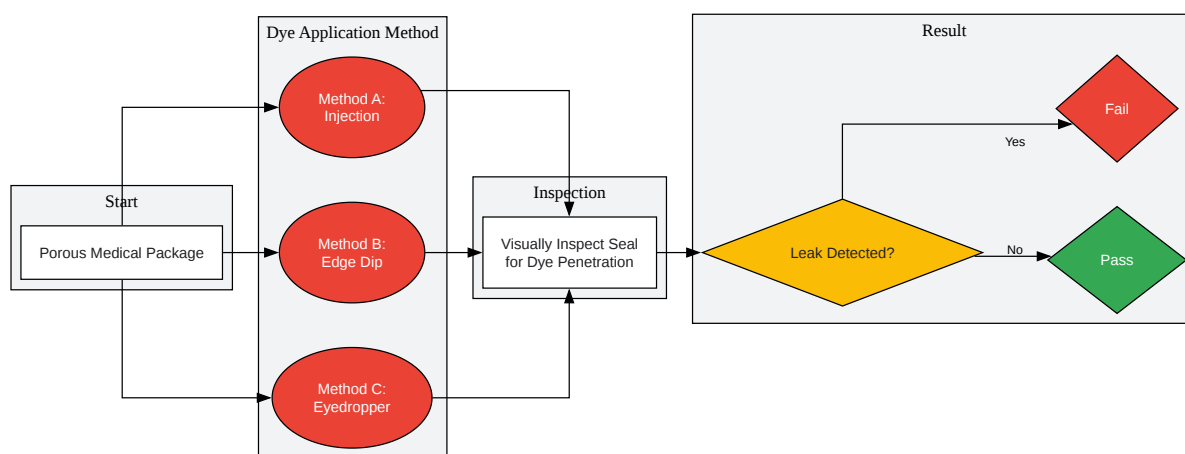 Dye Application Method
Result
Method A:
Injection
Fail
Yes
Start
Inspection
Porous Medical Package
Method B:
Edge Dip
Visually Inspect Seal
for Dye Penetration
Leak Detected?
No
Pass
Method C:
Eyedropper